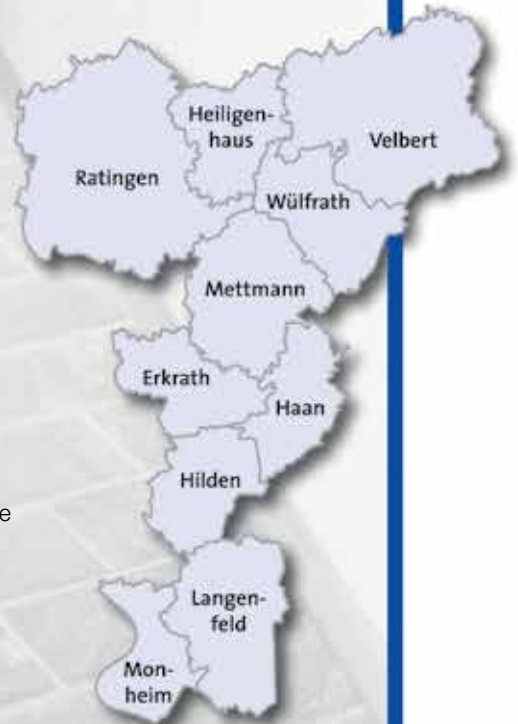 Heiligen-
haus
Velbert
Ratingen
Wülfrath
Mettmann
Erkrath
Haan
Hilden
e
Langen-
feld
Mon-
heim